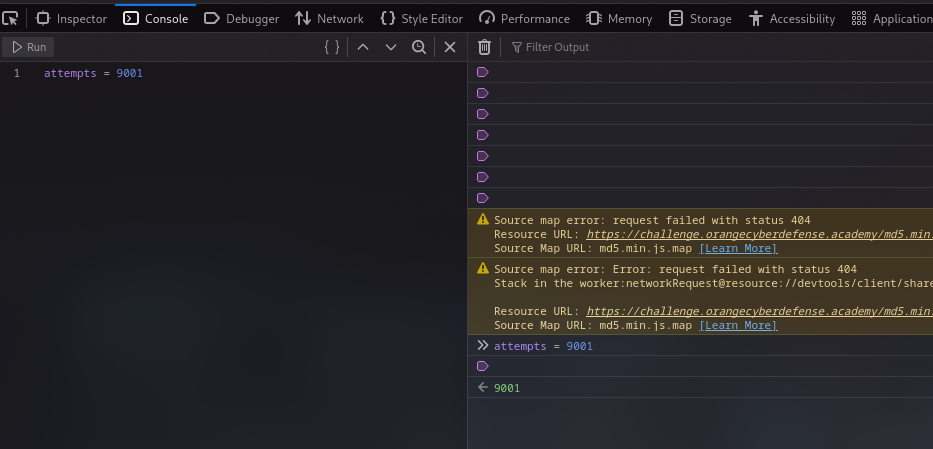 Inspector Console Debugger Network Style Editor Performance Memory Storage Accessibility Application
Run { }
Filter Output
1 attempts = 9001
Source map error: request failed with status 404
Resource URL: https://challenge.orangecyberdefense.academy/md5.min.
Source Map URL: md5.min.js.map [Learn More]
Source map error: Error: request failed with status 404
Stack in the worker:networkRequest@resource://devtools/client/share
Resource URL: https://challenge.orangecyberdefense.academy/md5.min.
Source Map URL: md5.min.js.map [Learn More]
attempts = 9001
9001